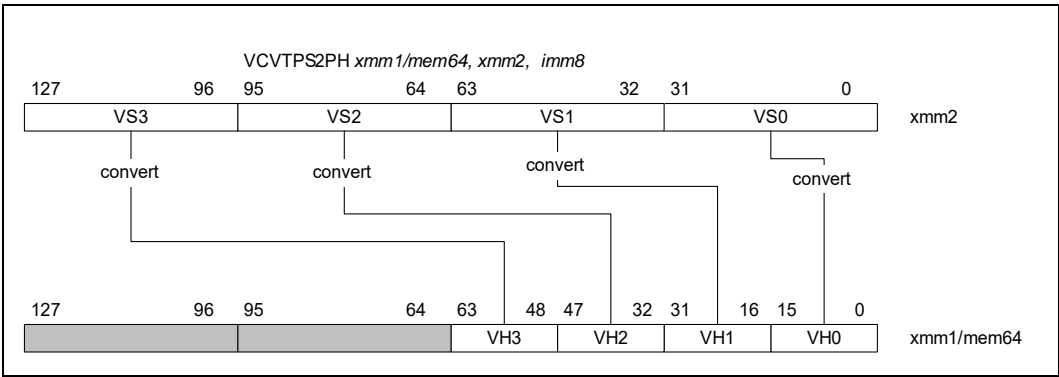 VCVTPS2PH xmm1/mem64, xmm2, imm8
127 96 95 64 63 32 31 0
VS3 VS2 VS1 VS0 xmm2
convert convert convert convert
127 96 95 64 63 48 47 32 31 16 15 0
VH3 VH2 VH1 VH0 xmm1/mem64